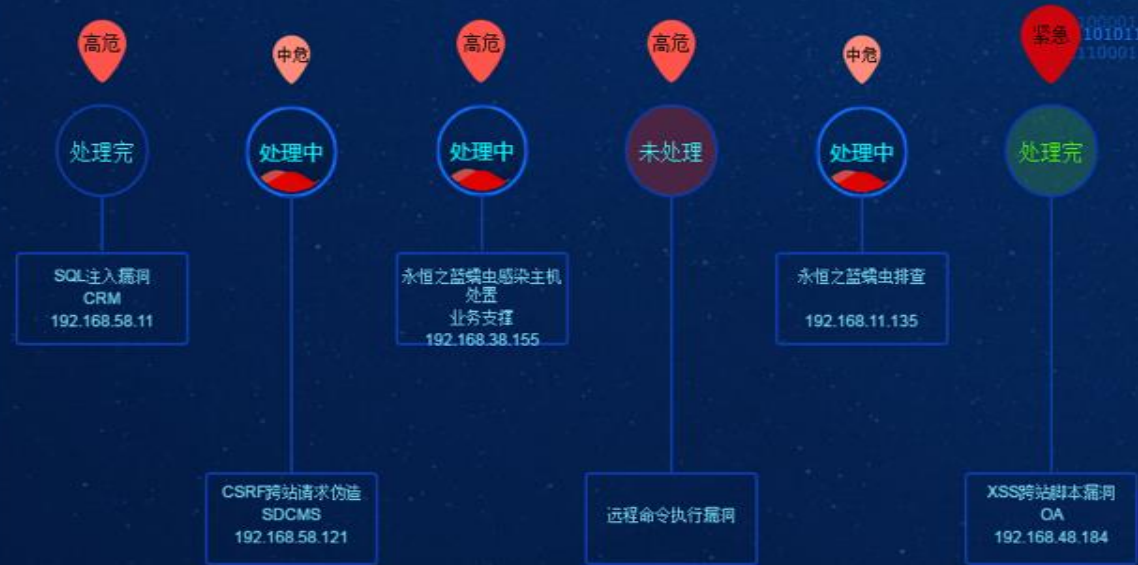 高危
中危
高危
高危
中危
紧急
100001
101011
110001
处理完
处理中
处理中
未处理
处理中
处理完
SQL注入漏洞
CRM
192.168.58.11
永恒之蓝蠕虫感染主机
处置
业务支撑
192.168.38.155
永恒之蓝蠕虫排查
192.168.11.135
CSRF跨站请求伪造
SDCMS
192.168.58.121
远程命令执行漏洞
XSS跨站脚本漏洞
OA
192.168.48.184